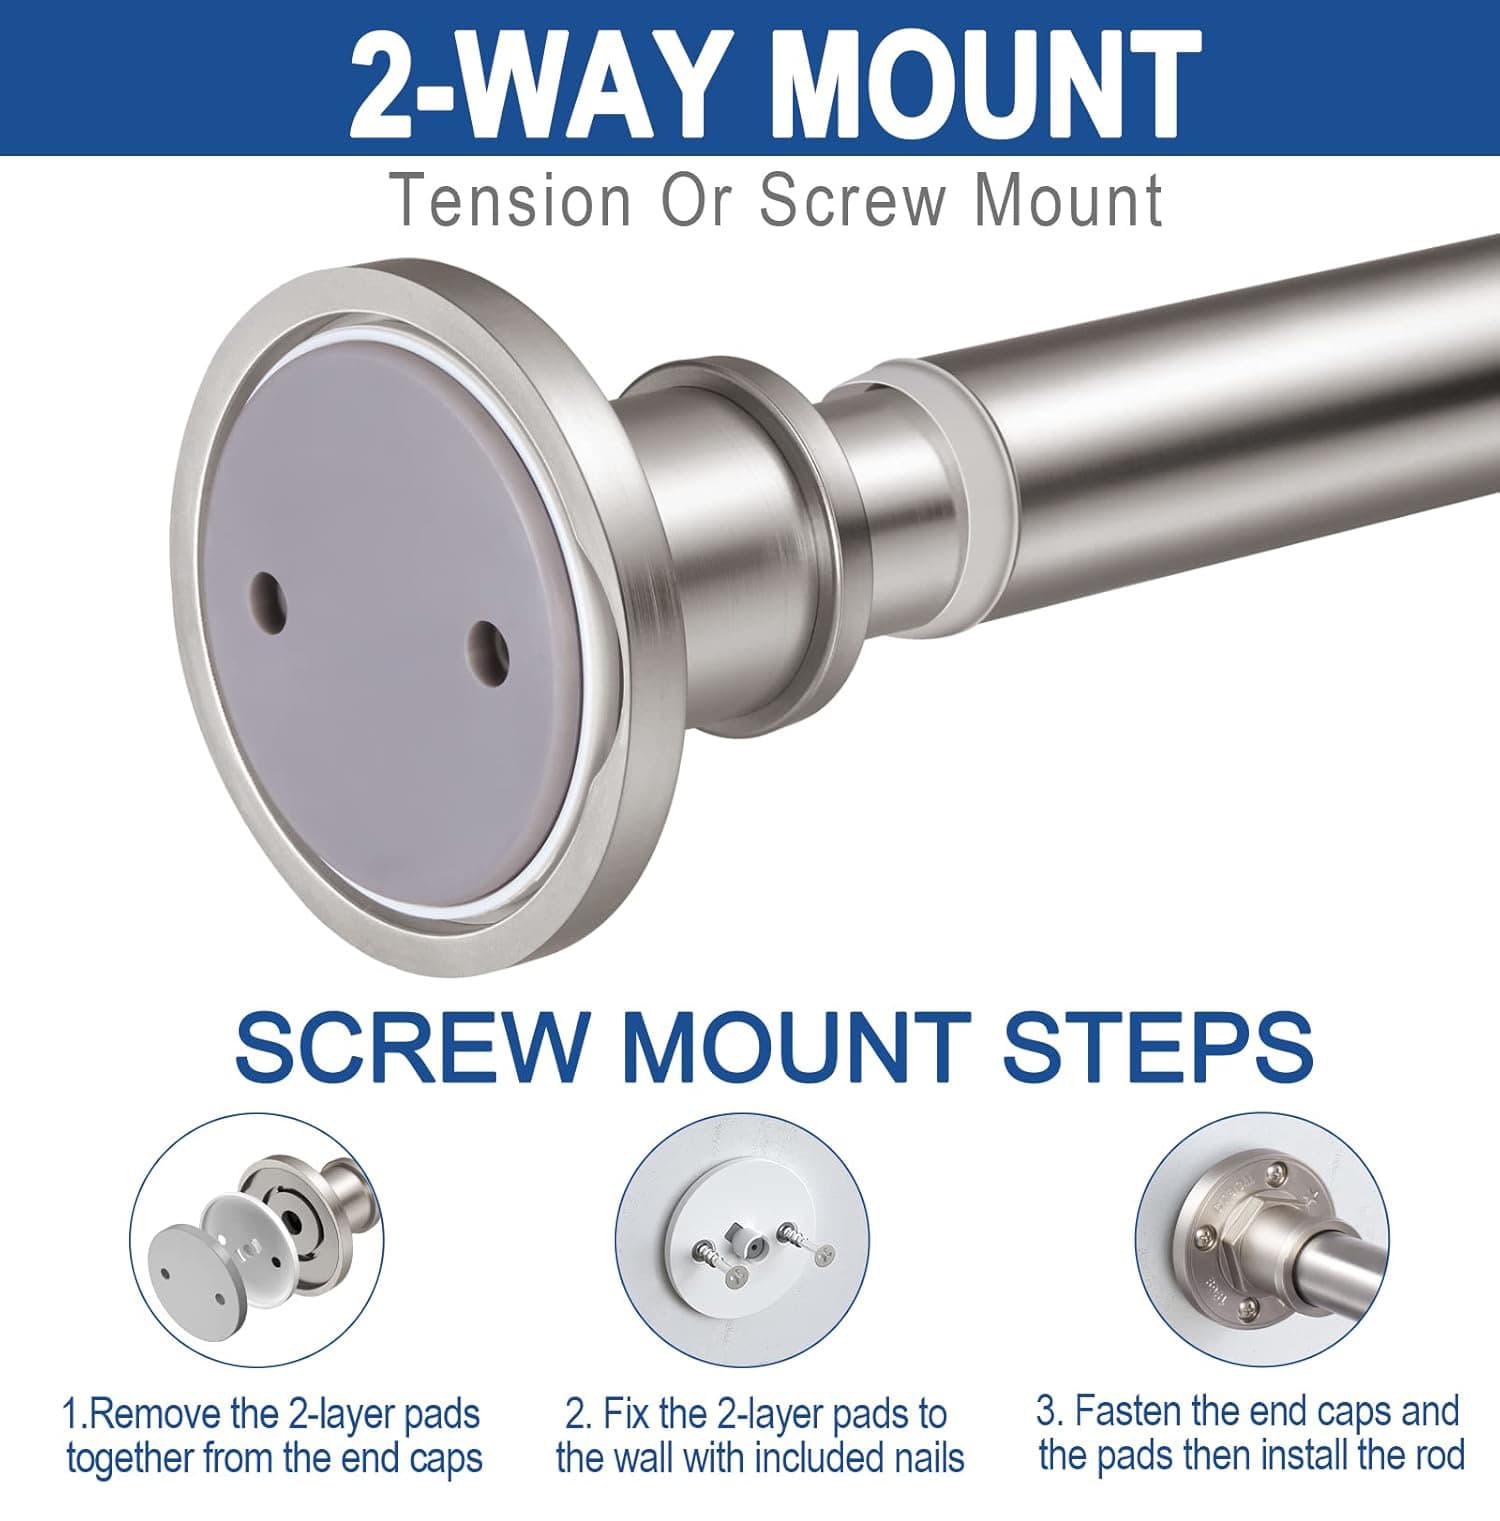 2-WAY MOUNT
Tension Or Screw Mount
SCREW MOUNT STEPS
1.Remove the 2-layer pads
together from the end caps
2. Fix the 2-layer pads to
the wall with included nails
3. Fasten the end caps and
the pads then install the rod